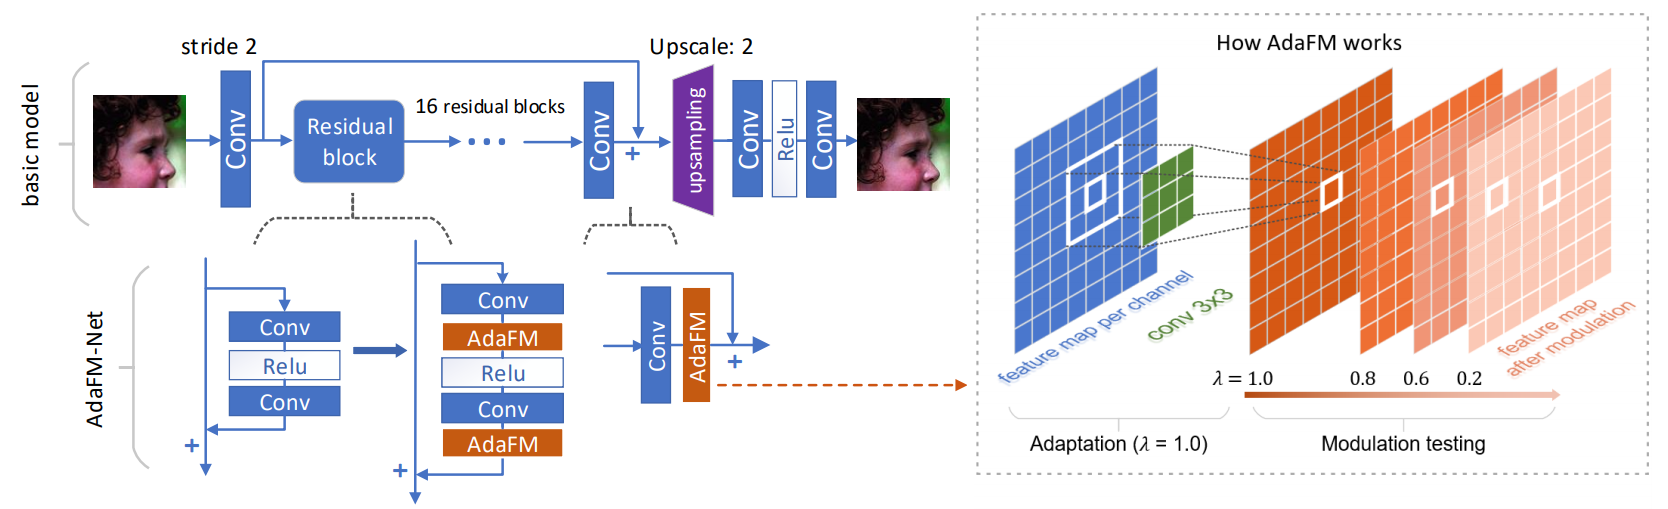 stride 2
Upscale: 2
basic model
Conv
Residual
block
16 residual blocks
Conv
+
upsampling
Conv
Relu
Conv
AdaFM-Net
Conv
Relu
Conv
+
Conv
AdaFM
Relu
Conv
AdaFM
+
Conv
AdaFM
+
How AdaFM works
feature map per channel
conv 3x3
feature map
after modulation
λ = 1.0
0.8
0.6
0.2
Adaptation (λ = 1.0)
Modulation testing